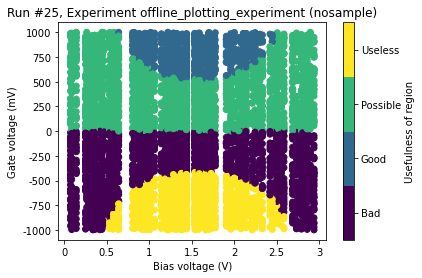 Run #25, Experiment offline_plotting_experiment (nosample)
1000
750
500
250
0
-250
-500
-750
-1000
Gate voltage (mV)
0
0.5
1
1.5
2
2.5
3
Bias voltage (V)
Useless
Possible
Good
Bad
Usefulness of region